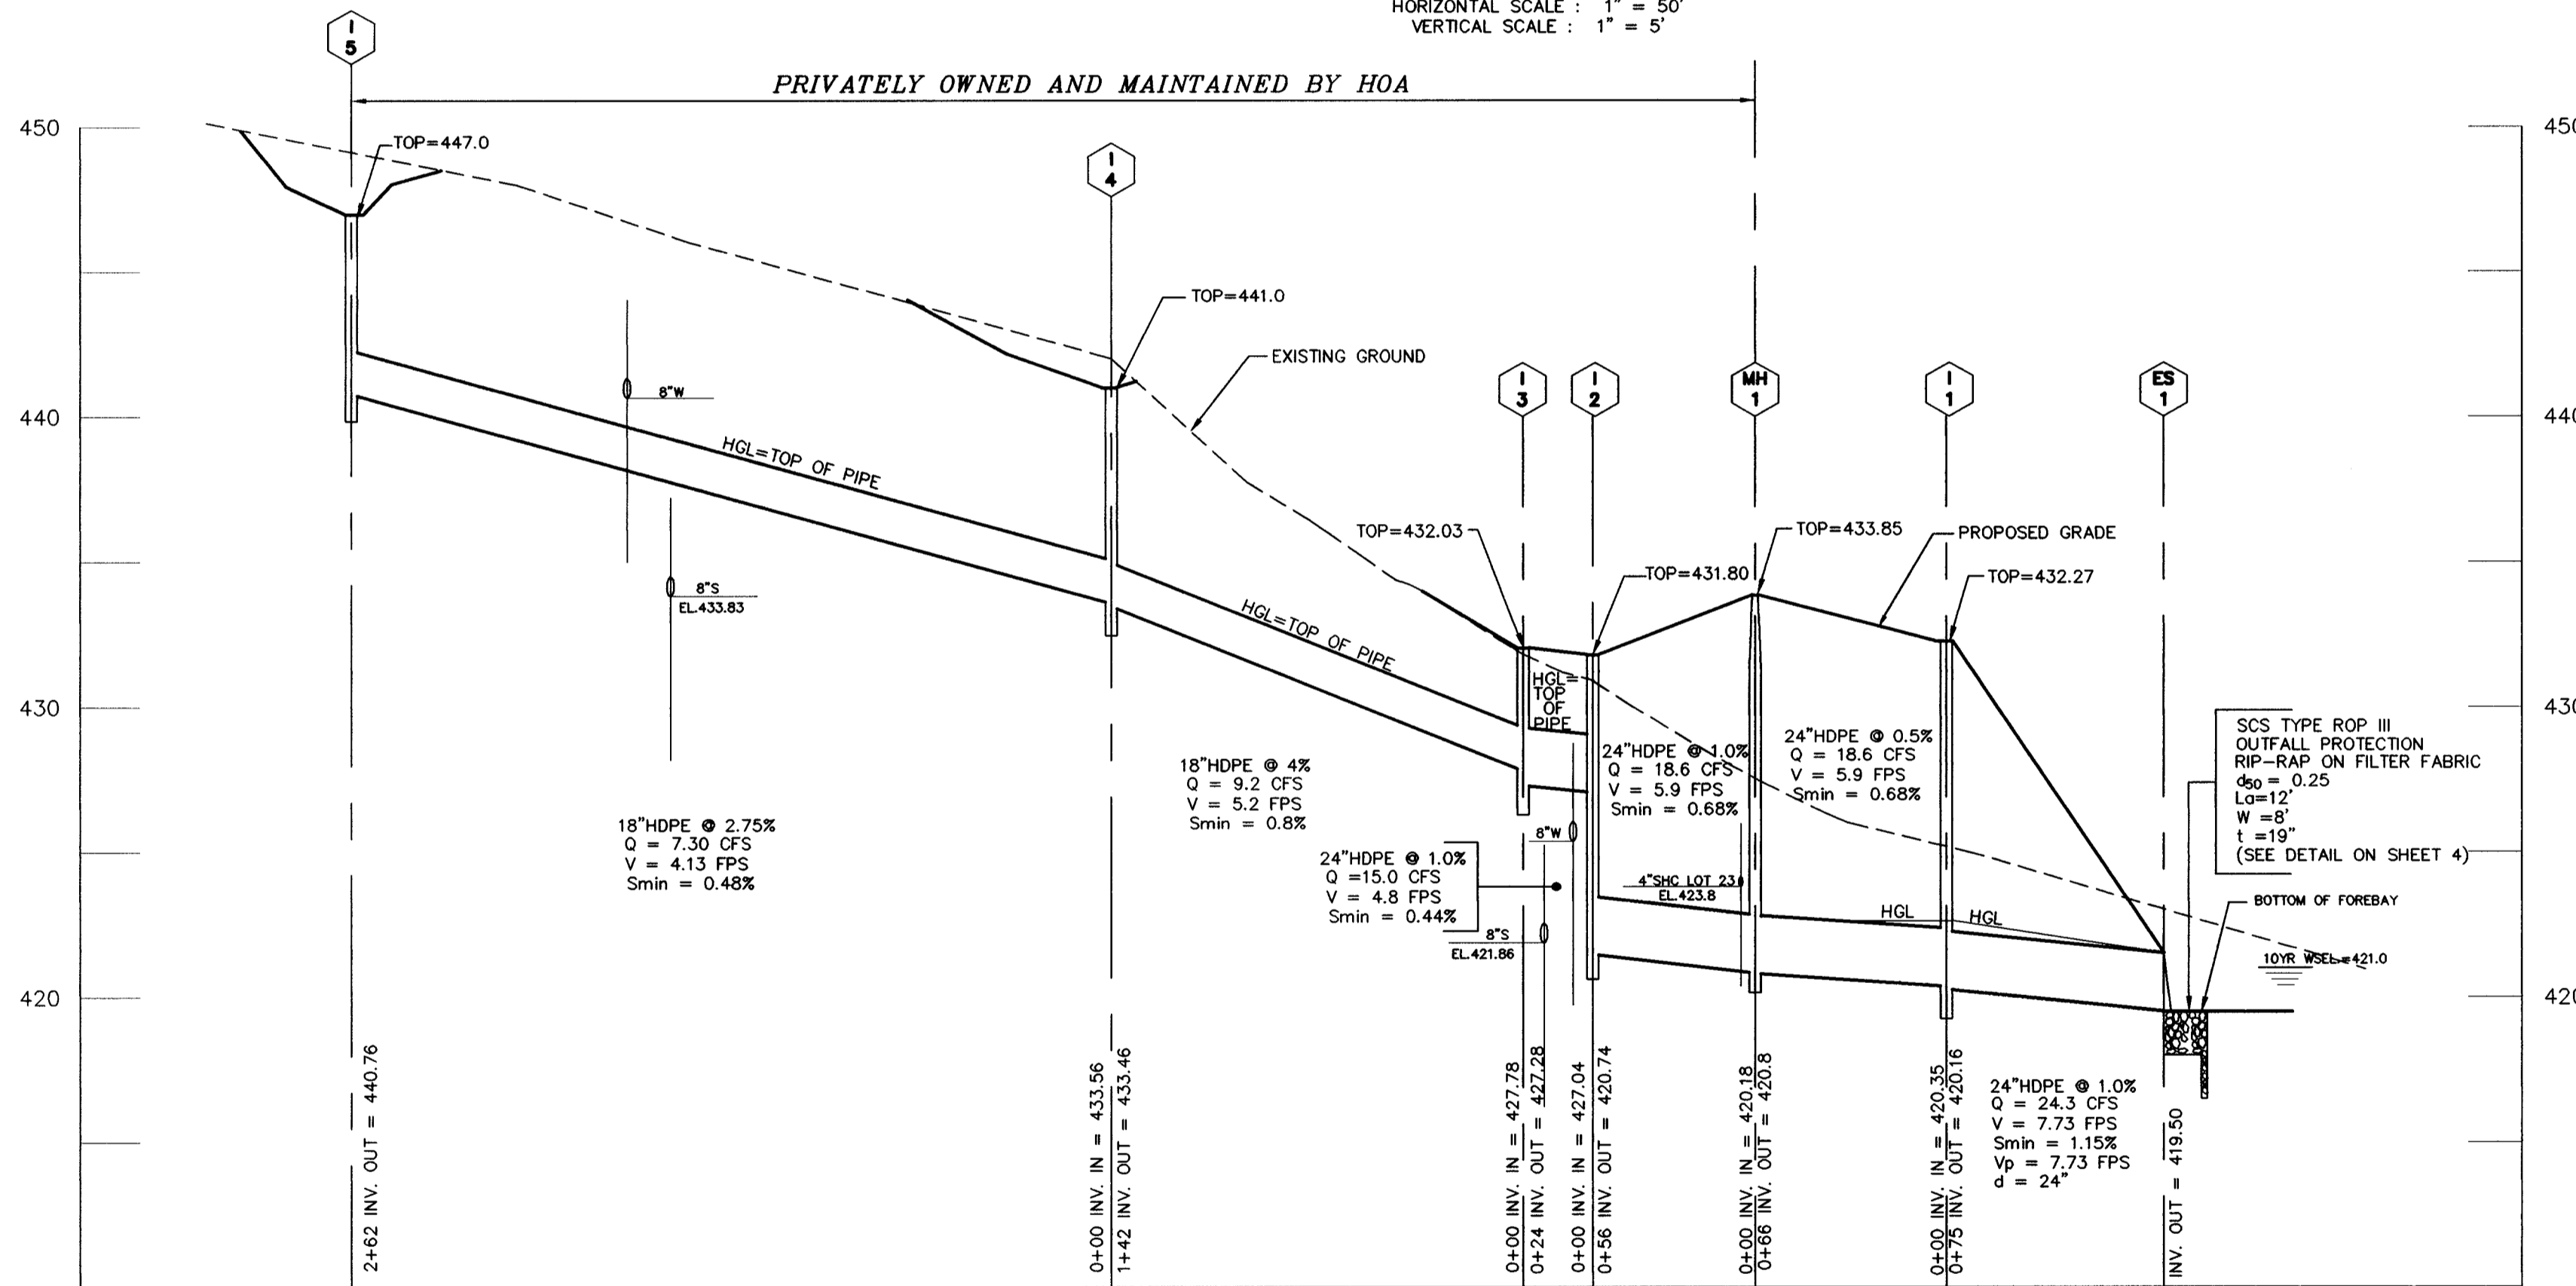 HORIZONTAL SCALE : 1" = 50'
VERTICAL SCALE : 1" = 5'
I
5
PRIVATELY OWNED AND MAINTAINED BY HOA
450
450
TOP=447.0
I
4
TOP=441.0
EXISTING GROUND
I
3
I
2
MH
1
I
1
ES
1
440
440
8"W
HGL=TOP OF PIPE
8"S
EL.433.83
TOP=432.03
TOP=433.85
PROPOSED GRADE
TOP=431.80
TOP=432.27
HGL=TOP OF PIPE
HGL=
TOP
OF
PIPE
430
430
18"HDPE @ 2.75%
Q = 7.30 CFS
V = 4.13 FPS
Smin = 0.48%
18"HDPE @ 4%
Q = 9.2 CFS
V = 5.2 FPS
Smin = 0.8%
24"HDPE @ 1.0%
Q = 18.6 CFS
V = 5.9 FPS
Smin = 0.68%
24"HDPE @ 0.5%
Q = 18.6 CFS
V = 5.9 FPS
Smin = 0.68%
SCS TYPE ROP III
OUTFALL PROTECTION
RIP-RAP ON FILTER FABRIC
d50 = 0.25
La=12'
W =8'
t =19"
(SEE DETAIL ON SHEET 4)
8"W
24"HDPE @ 1.0%
Q =15.0 CFS
V = 4.8 FPS
Smin = 0.44%
4"SHC LOT 23
EL.423.8
8"S
EL.421.86
HGL
HGL
BOTTOM OF FOREBAY
10YR WSEL=421.0
420
420
2+62 INV. OUT = 440.76
0+00 INV. IN = 433.56
1+42 INV. OUT = 433.46
0+00 INV. IN = 427.78
0+24 INV. OUT = 427.28
0+00 INV. IN = 427.04
0+56 INV. OUT = 420.74
0+00 INV. IN = 420.18
0+66 INV. OUT = 420.8
0+00 INV. IN = 420.35
0+75 INV. OUT = 420.16
INV. OUT = 419.50
24"HDPE @ 1.0%
Q = 24.3 CFS
V = 7.73 FPS
Smin = 1.15%
Vp = 7.73 FPS
d = 24"